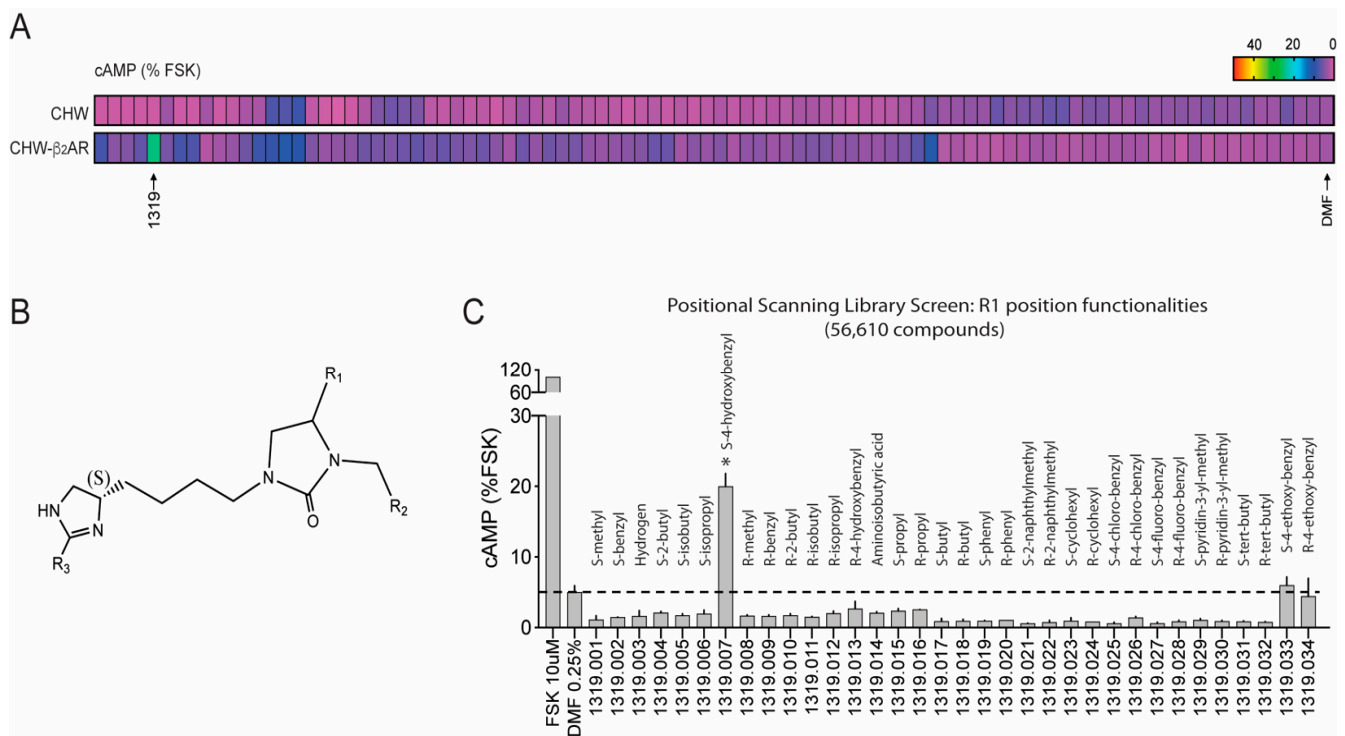 A
cAMP (% FSK)
40 20 0
CHW
CHW-β₂AR
1319
DMF
B
R₁
(S)
N
N
HN
N
O
R₂
R₃
C
Positional Scanning Library Screen: R1 position functionalities
(56,610 compounds)
cAMP (%FSK)
120
60
30
20
10
0
S-methyl
S-benzyl
Hydrogen
S-2-butyl
S-isobutyl
S-isopropyl
* S-4-hydroxybenzyl
R-methyl
R-benzyl
R-2-butyl
R-isobutyl
R-isopropyl
R-4-hydroxybenzyl
Aminoisobutyric acid
S-propyl
R-propyl
S-butyl
R-butyl
S-phenyl
R-phenyl
S-2-naphthylmethyl
R-2-naphthylmethyl
S-cyclohexyl
R-cyclohexyl
S-4-chloro-benzyl
R-4-chloro-benzyl
S-4-fluoro-benzyl
R-4-fluoro-benzyl
S-pyridin-3-yl-methyl
R-pyridin-3-yl-methyl
S-tert-butyl
R-tert-butyl
S-4-ethoxy-benzyl
R-4-ethoxy-benzyl
FSK 10uM
DMF 0.25%
1319.001
1319.002
1319.003
1319.004
1319.005
1319.006
1319.007
1319.008
1319.009
1319.010
1319.011
1319.012
1319.013
1319.014
1319.015
1319.016
1319.017
1319.018
1319.019
1319.020
1319.021
1319.022
1319.023
1319.024
1319.025
1319.026
1319.027
1319.028
1319.029
1319.030
1319.031
1319.032
1319.033
1319.034